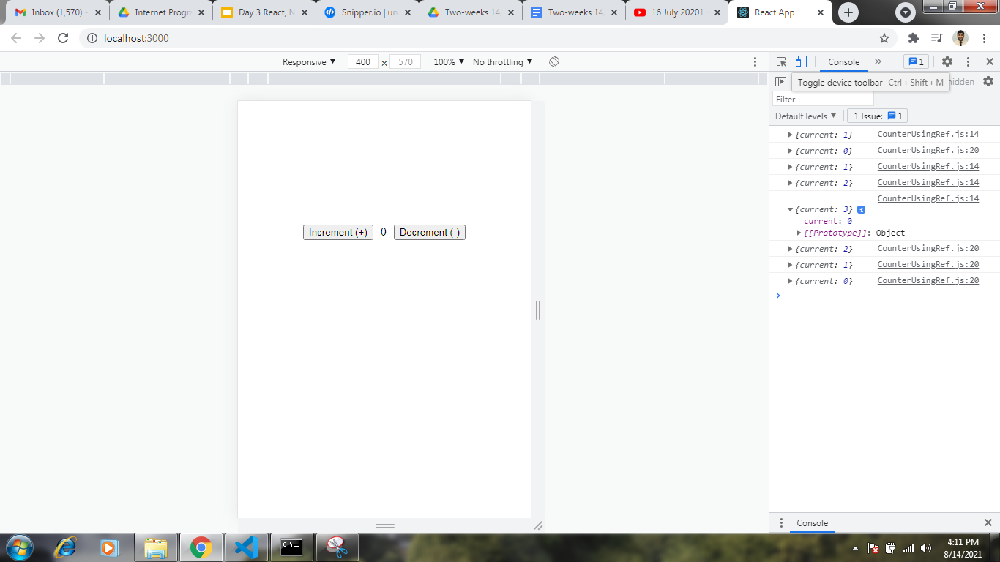 Inbox (1,570) -
Internet Progra
Day 3 React, N
Snipper.io | un
Two-weeks 14
Two-weeks 14
16 July 20201
React App
localhost:3000
Responsive 400 × 570 100% No throttling
Console » 1
Toggle device toolbar Ctrl + Shift + M hidden
Filter
Default levels 1 Issue: 1
{current: 1} CounterUsingRef.js:14
{current: 0} CounterUsingRef.js:20
{current: 1} CounterUsingRef.js:14
{current: 2} CounterUsingRef.js:14
CounterUsingRef.js:14
{current: 3} i
current: 0
[[Prototype]]: Object
{current: 2} CounterUsingRef.js:20
{current: 1} CounterUsingRef.js:20
{current: 0} CounterUsingRef.js:20
Increment (+) 0 Decrement (-)
Console
C:\
4:11 PM
8/14/2021